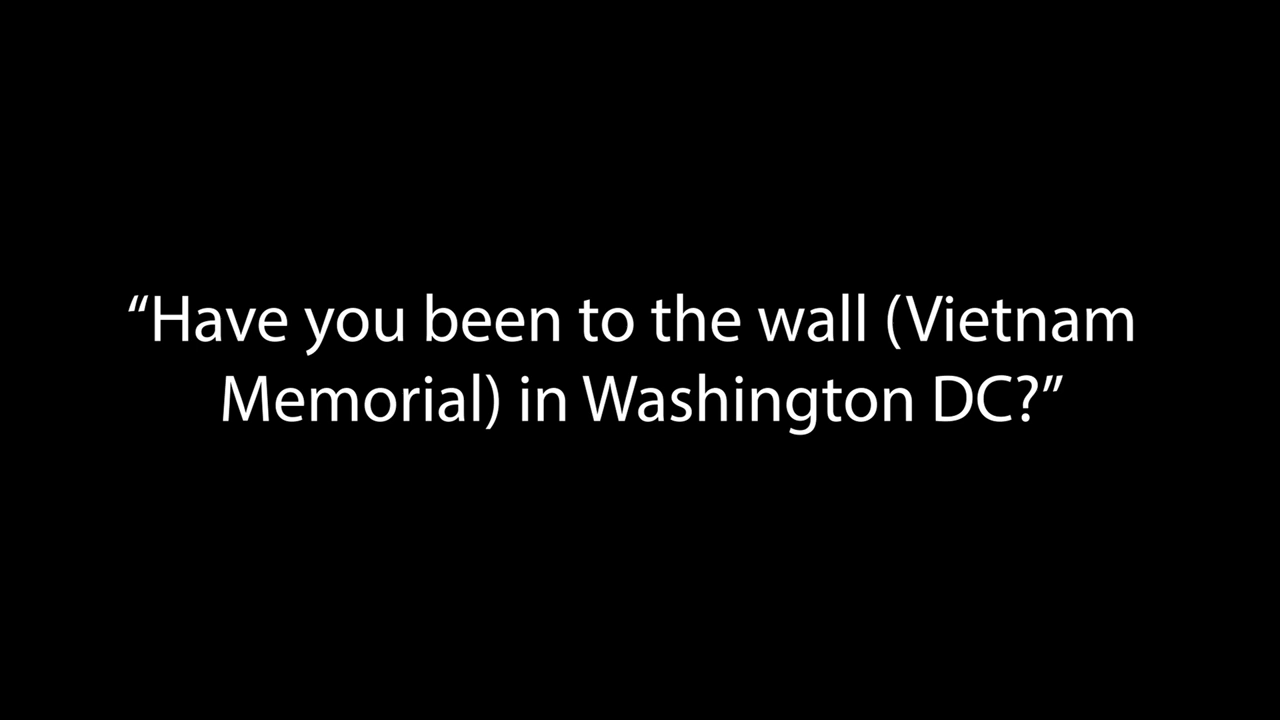 “Have you been to the wall (Vietnam
Memorial) in Washington DC?”